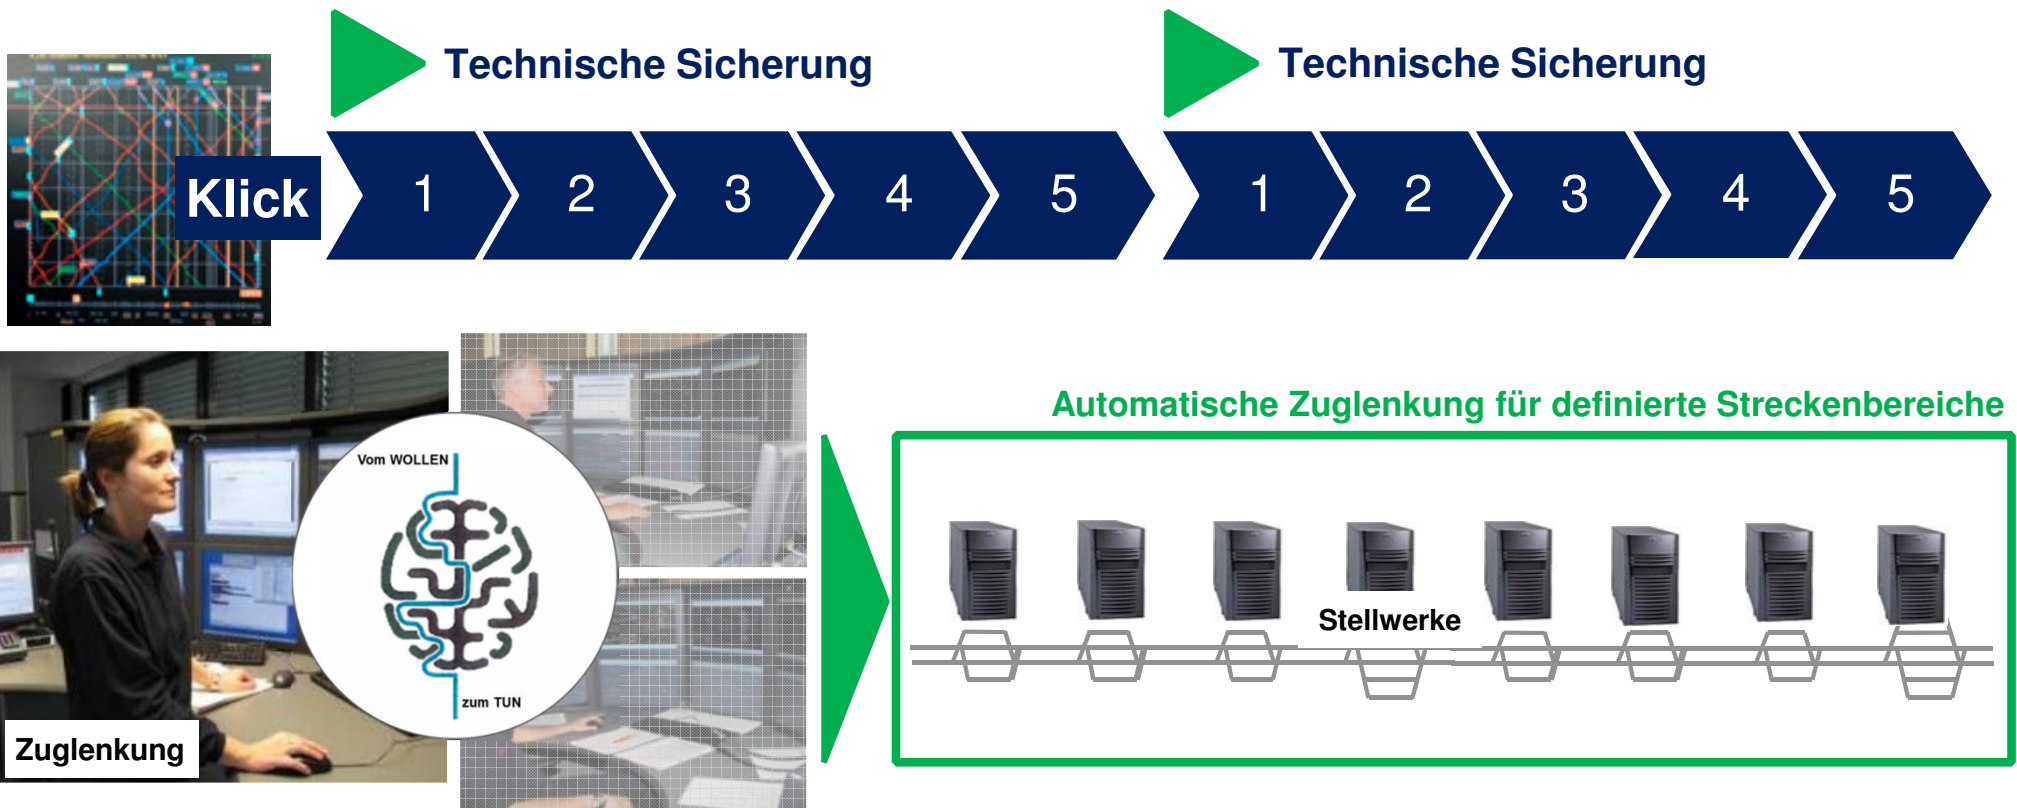 Technische Sicherung
Technische Sicherung
Klick
1
2
3
4
5
1
2
3
4
5
Automatische Zuglenkung für definierte Streckenbereiche
Vom WOLLEN
zum TUN
Stellwerke
Zuglenkung